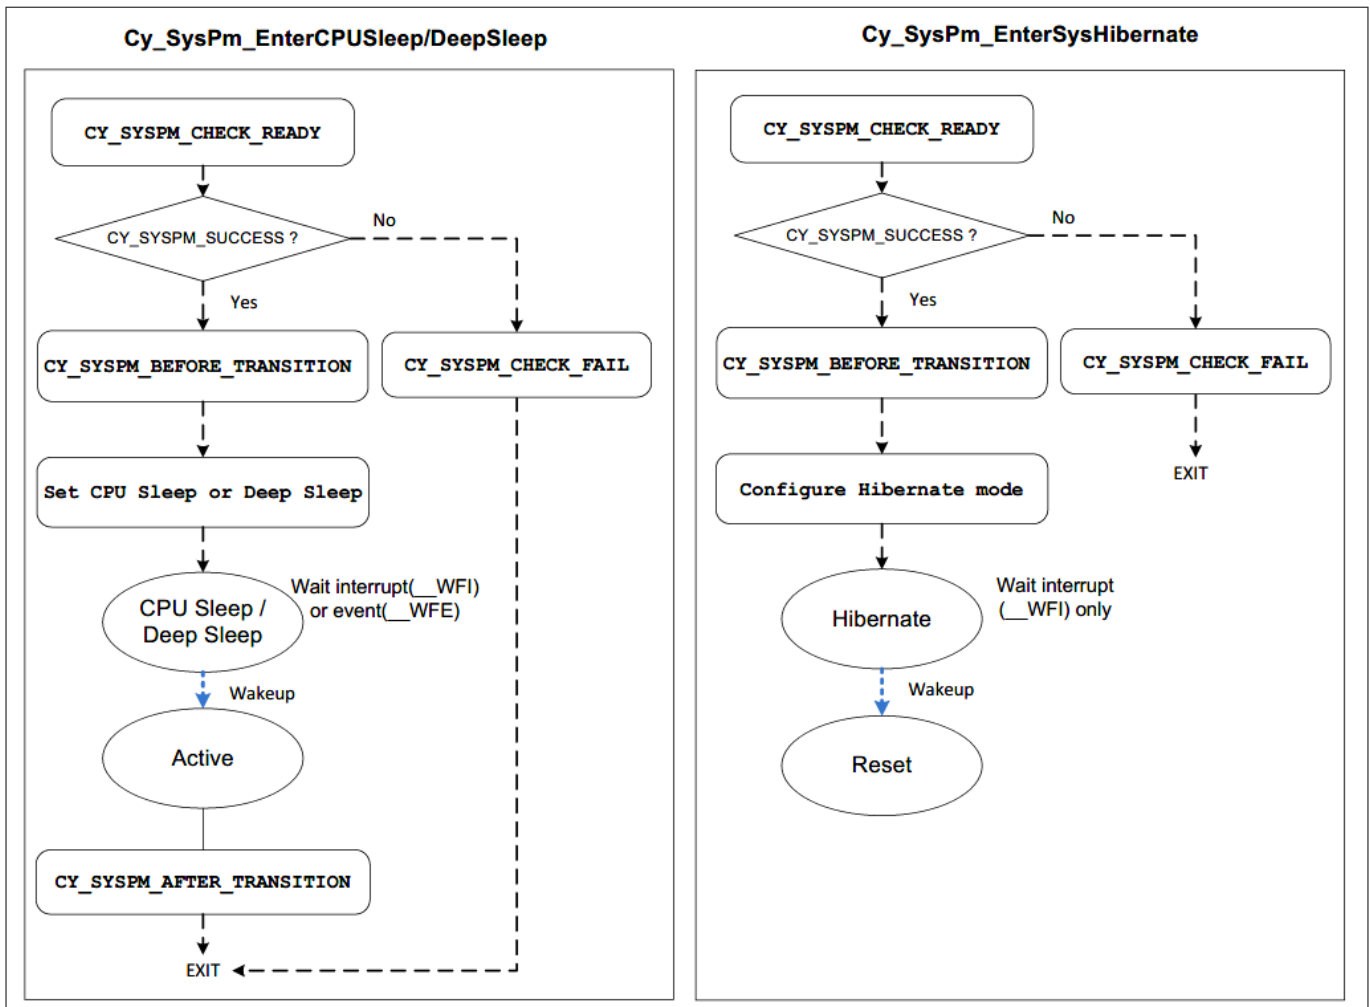 Cy_SysPm_EnterCPUSleep/DeepSleep
CY_SYSPM_CHECK_READY
CY_SYSPM_SUCCESS ?
No
Yes
CY_SYSPM_BEFORE_TRANSITION
CY_SYSPM_CHECK_FAIL
Set CPU Sleep or Deep Sleep
CPU Sleep /
Deep Sleep
Wait interrupt(__WFI)
or event(__WFE)
Wakeup
Active
CY_SYSPM_AFTER_TRANSITION
EXIT
Cy_SysPm_EnterSysHibernate
CY_SYSPM_CHECK_READY
CY_SYSPM_SUCCESS ?
No
Yes
CY_SYSPM_BEFORE_TRANSITION
CY_SYSPM_CHECK_FAIL
EXIT
Configure Hibernate mode
Hibernate
Wait interrupt
(__WFI) only
Wakeup
Reset